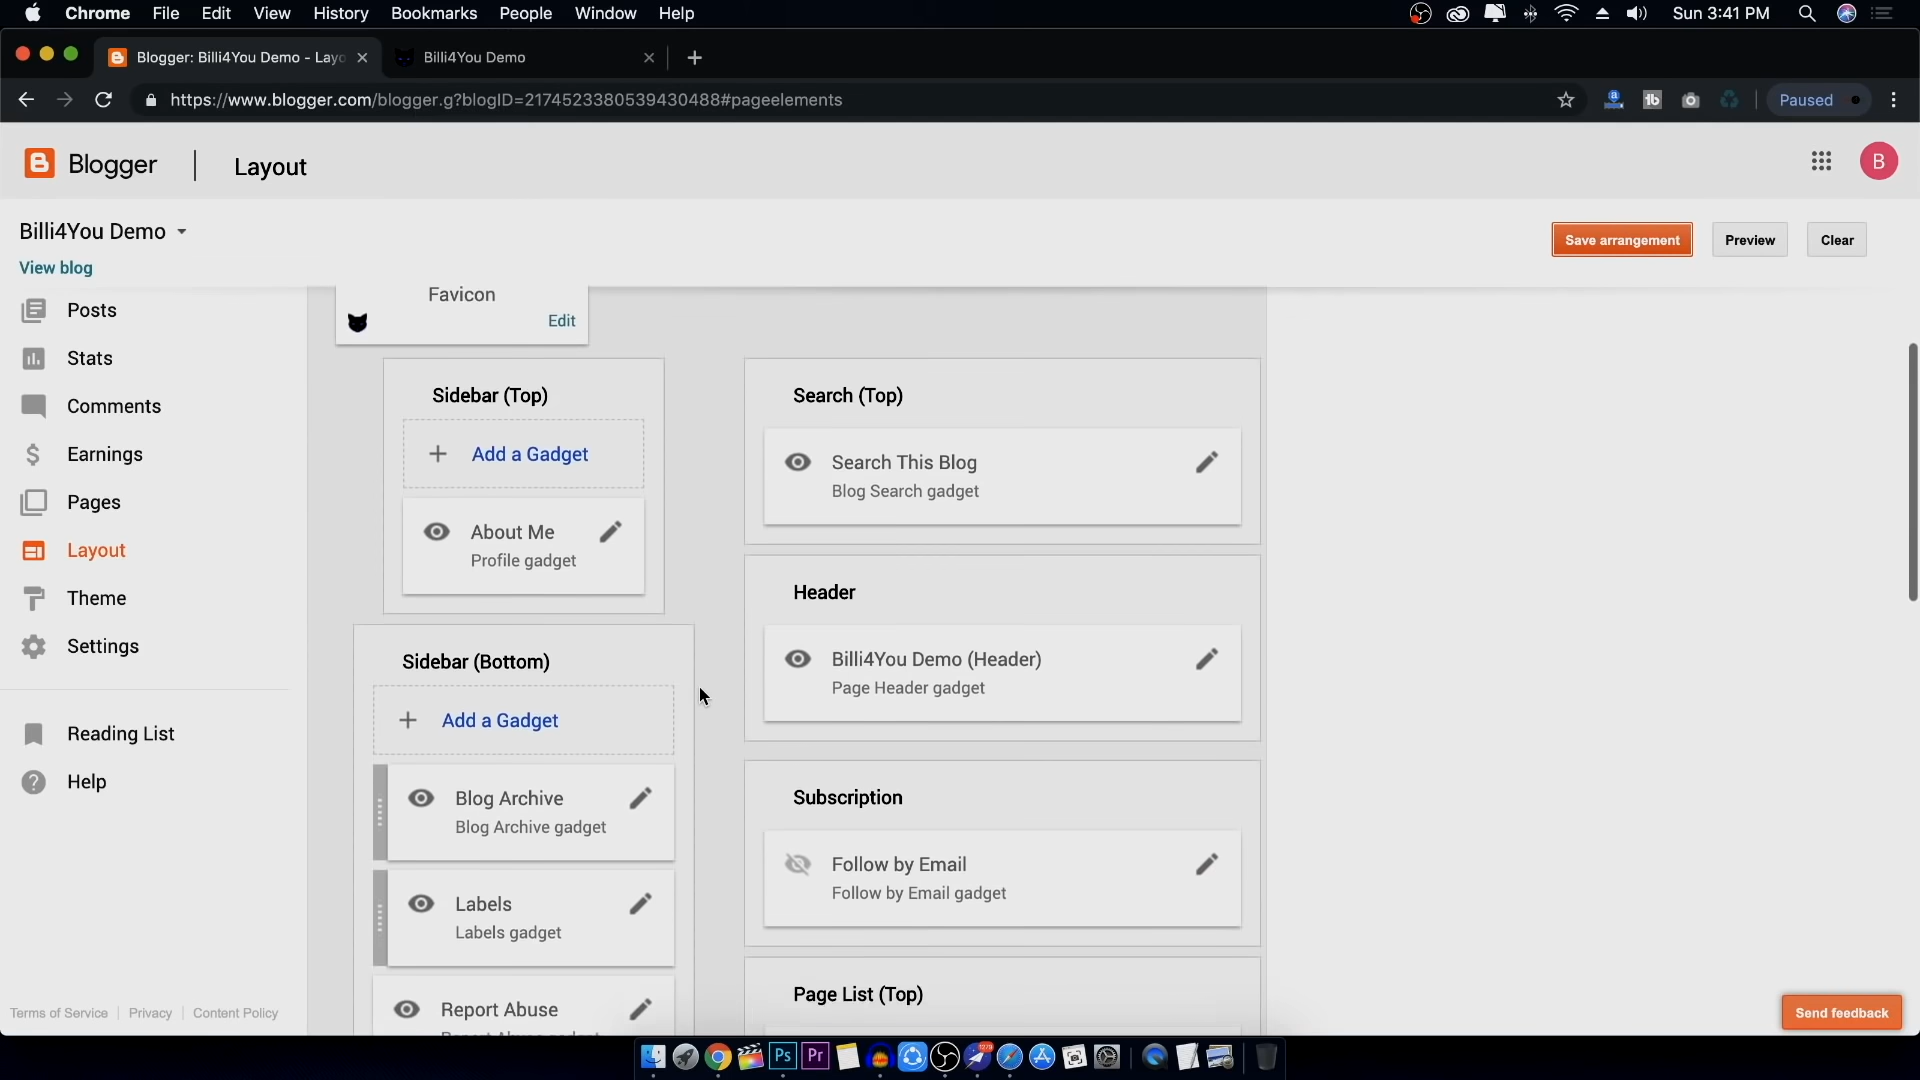 Chrome File Edit View History Bookmarks People Window Help
Sun 3:41 PM
Blogger: Billi4You Demo - Layo
Billi4You Demo
https://www.blogger.com/blogger.g?blogID=2174523380539430488#pageelements
Paused
Blogger
Layout
B
Billi4You Demo
View blog
Save arrangement
Preview
Clear
Posts
Stats
Comments
Earnings
Pages
Layout
Theme
Settings
Reading List
Help
Terms of Service
Privacy
Content Policy
Favicon
Edit
Sidebar (Top)
Add a Gadget
About Me
Profile gadget
Sidebar (Bottom)
Add a Gadget
Blog Archive
Blog Archive gadget
Labels
Labels gadget
Report Abuse
Search (Top)
Search This Blog
Blog Search gadget
Header
Billi4You Demo (Header)
Page Header gadget
Subscription
Follow by Email
Follow by Email gadget
Page List (Top)
Send feedback
Ps
Pr